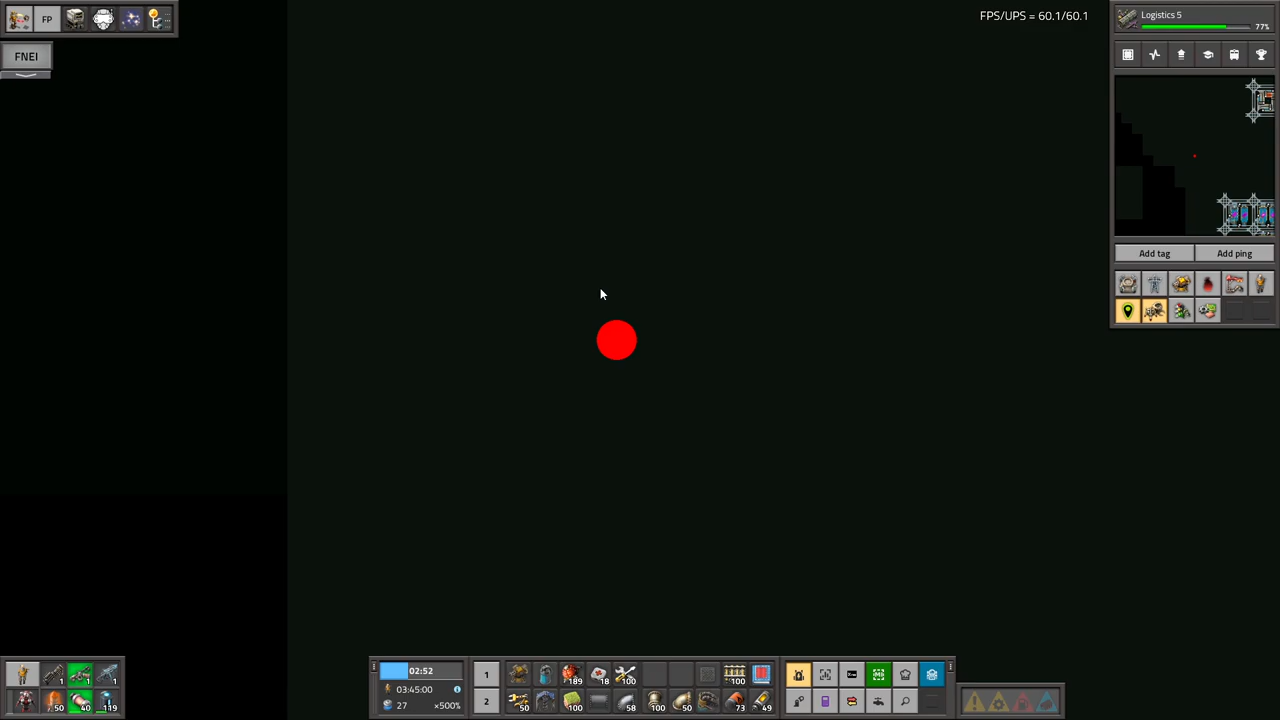 FP
FPS/UPS = 60.1/60.1
Logistics 5
77%
FNEI
Add tag
Add ping
1 1 1
50 40 119
02:52
03:45:00
27 ×500%
1
189 18 100 100
2
50 100 58 100 50 73 49